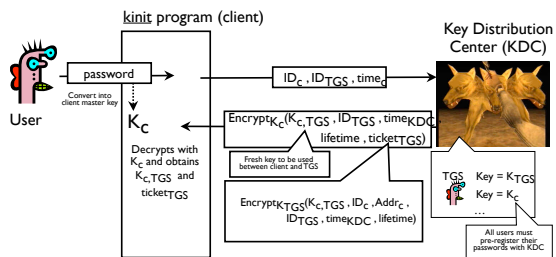 kinit program (client)
Key Distribution
Center (KDC)
password
ID_C , ID_TGS , time_c
Convert into
client master key
User
K_c
Encrypt_Kc(K_c,TGS , ID_TGS , time_KDC ,
lifetime , ticket_TGS)
Decrypts with
K_c and obtains
K_c,TGS and
ticket_TGS
Fresh key to be used
between client and TGS
Encrypt_KTGS(K_c,TGS , ID_c , Addr_c ,
ID_TGS , time_KDC , lifetime)
TGS Key = K_TGS
Key = K_c
...
All users must
pre-register their
passwords with KDC